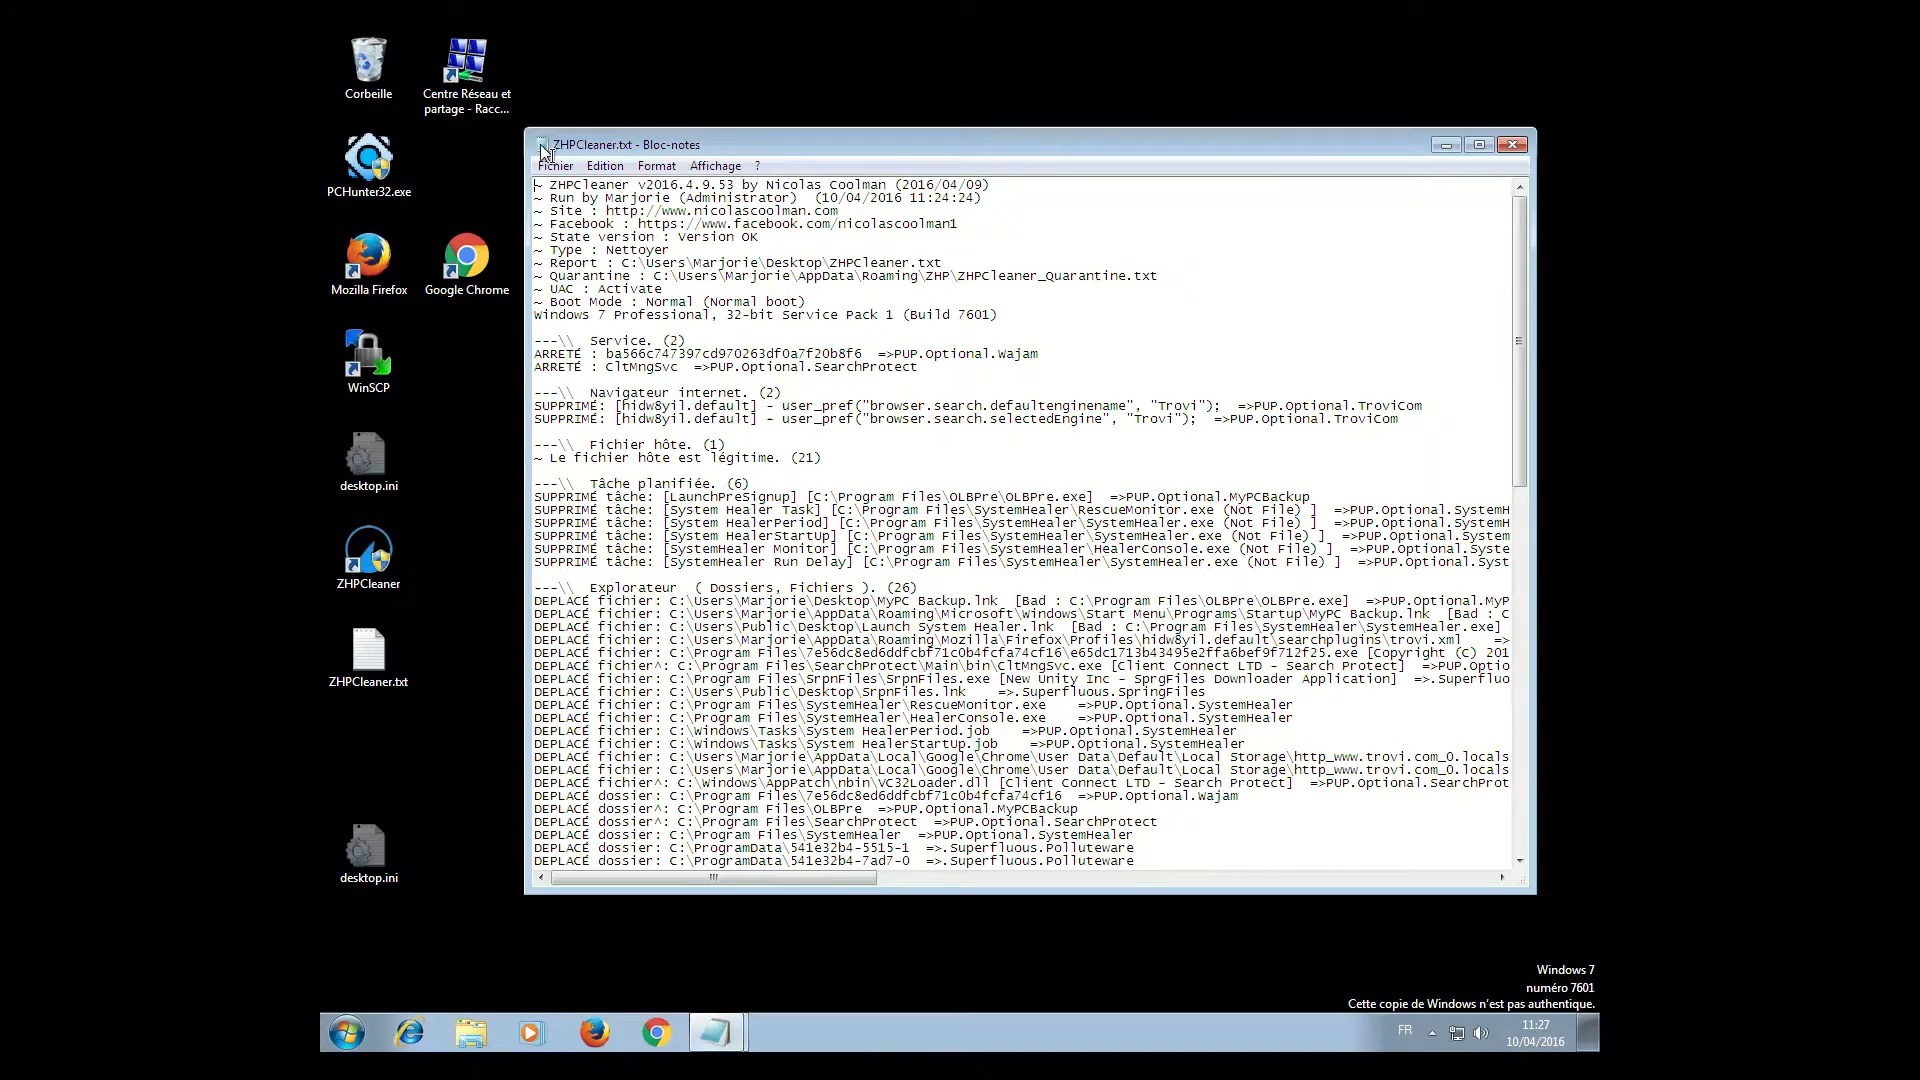 Corbeille
Centre Réseau et
partage - Racc...
PCHunter32.exe
Mozilla Firefox
Google Chrome
WinSCP
desktop.ini
ZHPCleaner
ZHPCleaner.txt
desktop.ini
ZHPCleaner.txt - Bloc-notes
Fichier Edition Format Affichage ?
~ ZHPCleaner v2016.4.9.53 by Nicolas Coolman (2016/04/09)
~ Run by Marjorie (Administrator)  (10/04/2016 11:24:24)
~ Site : http://www.nicolascoolman.com
~ Facebook : https://www.facebook.com/nicolascoolman1
~ State version : Version OK
~ Type : Nettoyer
~ Report : C:\Users\Marjorie\Desktop\ZHPCleaner.txt
~ Quarantine : C:\Users\Marjorie\AppData\Roaming\ZHP\ZHPCleaner_Quarantine.txt
~ UAC : Activate
~ Boot Mode : Normal (Normal boot)
Windows 7 Professional, 32-bit Service Pack 1 (Build 7601)
---\\  Service. (2)
ARRETÉ : ba566c747397cd970263df0a7f20b8f6  =>PUP.Optional.Wajam
ARRETÉ : CltMngSvc  =>PUP.Optional.SearchProtect
---\\  Navigateur internet. (2)
SUPPRIMÉ: [hidw8yil.default] - user_pref("browser.search.defaultenginename", "Trovi");  =>PUP.Optional.TroviCom
SUPPRIMÉ: [hidw8yil.default] - user_pref("browser.search.selectedEngine", "Trovi");  =>PUP.Optional.TroviCom
---\\  Fichier hôte. (1)
~ Le fichier hôte est légitime. (21)
---\\  Tâche planifiée. (6)
SUPPRIMÉ tâche: [LaunchPreSignup] [C:\Program Files\OLBPre\OLBPre.exe]  =>PUP.Optional.MyPCBackup
SUPPRIMÉ tâche: [System Healer Task] [C:\Program Files\SystemHealer\RescueMonitor.exe (Not File) ]  =>PUP.Optional.SystemH
SUPPRIMÉ tâche: [System HealerPeriod] [C:\Program Files\SystemHealer\SystemHealer.exe (Not File) ]  =>PUP.Optional.System
SUPPRIMÉ tâche: [System HealerStartUp] [C:\Program Files\SystemHealer\SystemHealer.exe (Not File) ]  =>PUP.Optional.System
SUPPRIMÉ tâche: [SystemHealer Monitor] [C:\Program Files\SystemHealer\HealerConsole.exe (Not File) ]  =>PUP.Optional.Syste
SUPPRIMÉ tâche: [SystemHealer Run Delay] [C:\Program Files\SystemHealer\SystemHealer.exe (Not File) ]  =>PUP.Optional.Syst
---\\  Explorateur  ( Dossiers, Fichiers ). (26)
DEPLACÉ fichier: C:\Users\Marjorie\Desktop\MyPC Backup.lnk  [Bad : C:\Program Files\OLBPre\OLBPre.exe]  =>PUP.Optional.MyP
DEPLACÉ fichier: C:\Users\Marjorie\AppData\Roaming\Microsoft\Windows\Start Menu\Programs\Startup\MyPC Backup.lnk  [Bad : C
DEPLACÉ fichier: C:\Users\Public\Desktop\Launch System Healer.lnk  [Bad : C:\Program Files\SystemHealer\SystemHealer.exe]
DEPLACÉ fichier: C:\Users\Marjorie\AppData\Roaming\Mozilla\Firefox\Profiles\hidw8yil.default\searchplugins\trovi.xml    =>
DEPLACÉ fichier: C:\Program Files\7e56dc8ed6ddfcbf71c0b4fcfa74cf16\e65dc1713b43495e2ffa6bef9f712f25.exe [Copyright (C) 201
DEPLACÉ fichier^: C:\Program Files\SearchProtect\Main\bin\CltMngSvc.exe [Client Connect LTD - Search Protect]  =>PUP.Optio
DEPLACÉ fichier: C:\Program Files\SrpnFiles\SrpnFiles.exe [New Unity Inc - SprgFiles Downloader Application]  =>.Superfluo
DEPLACÉ fichier: C:\Users\Public\Desktop\SrpnFiles.lnk    =>.Superfluous.SpringFiles
DEPLACÉ fichier: C:\Program Files\SystemHealer\RescueMonitor.exe    =>PUP.Optional.SystemHealer
DEPLACÉ fichier: C:\Program Files\SystemHealer\HealerConsole.exe    =>PUP.Optional.SystemHealer
DEPLACÉ fichier: C:\Windows\Tasks\System HealerPeriod.job    =>PUP.Optional.SystemHealer
DEPLACÉ fichier: C:\Windows\Tasks\System HealerStartUp.job    =>PUP.Optional.SystemHealer
DEPLACÉ fichier: C:\Users\Marjorie\AppData\Local\Google\Chrome\User Data\Default\Local Storage\http_www.trovi.com_0.locals
DEPLACÉ fichier: C:\Users\Marjorie\AppData\Local\Google\Chrome\User Data\Default\Local Storage\http_www.trovi.com_0.locals
DEPLACÉ fichier^: C:\Windows\AppPatch\nbin\VC32Loader.dll [Client Connect LTD - Search Protect]  =>PUP.Optional.SearchProt
DEPLACÉ dossier: C:\Program Files\7e56dc8ed6ddfcbf71c0b4fcfa74cf16  =>PUP.Optional.Wajam
DEPLACÉ dossier^: C:\Program Files\OLBPre  =>PUP.Optional.MyPCBackup
DEPLACÉ dossier^: C:\Program Files\SearchProtect  =>PUP.Optional.SearchProtect
DEPLACÉ dossier: C:\Program Files\SystemHealer  =>PUP.Optional.SystemHealer
DEPLACÉ dossier: C:\ProgramData\541e32b4-5515-1  =>.Superfluous.Polluteware
DEPLACÉ dossier: C:\ProgramData\541e32b4-7ad7-0  =>.Superfluous.Polluteware
Windows 7
numéro 7601
Cette copie de Windows n'est pas authentique.
FR
11:27
10/04/2016